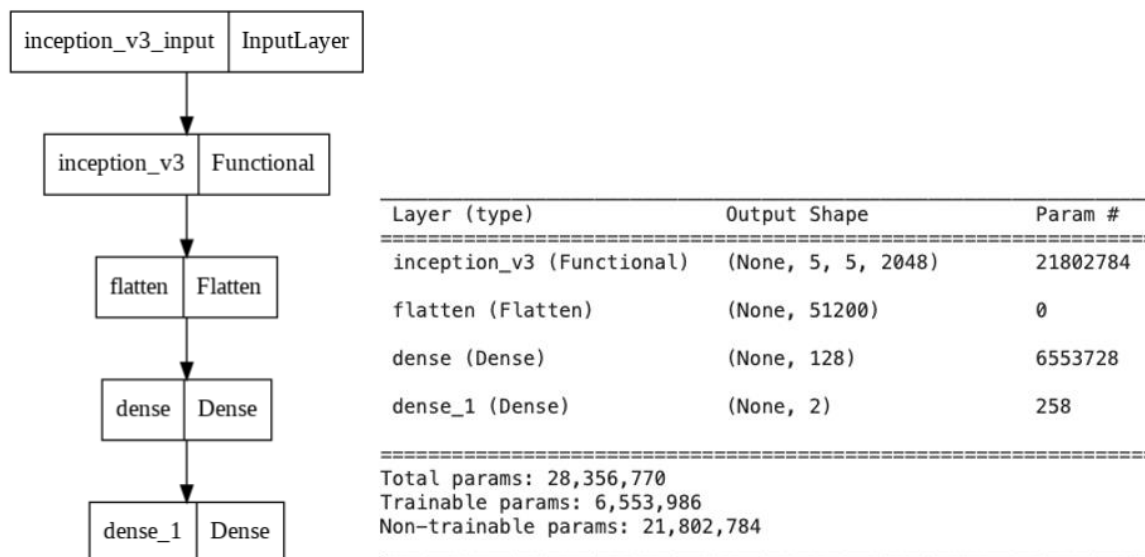 inception_v3_input InputLayer
inception_v3 Functional
flatten Flatten
dense Dense
dense_1 Dense
Layer (type) Output Shape Param #
inception_v3 (Functional) (None, 5, 5, 2048) 21802784
flatten (Flatten) (None, 51200) 0
dense (Dense) (None, 128) 6553728
dense_1 (Dense) (None, 2) 258
Total params: 28,356,770
Trainable params: 6,553,986
Non-trainable params: 21,802,784